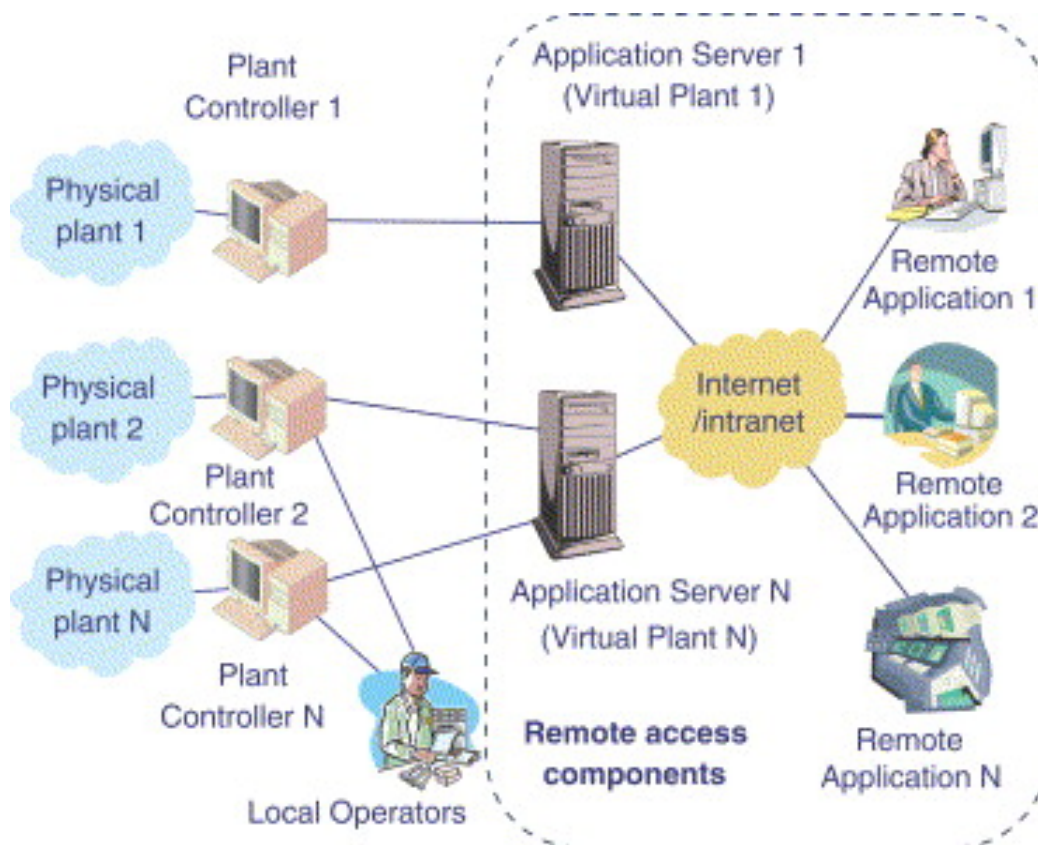 Plant
Controller 1
Application Server 1
(Virtual Plant 1)
Physical
plant 1
Remote
Application 1
Physical
plant 2
Internet
/intranet
Plant
Controller 2
Remote
Application 2
Physical
plant N
Application Server N
(Virtual Plant N)
Plant
Controller N
Remote access
components
Remote
Application N
Local Operators